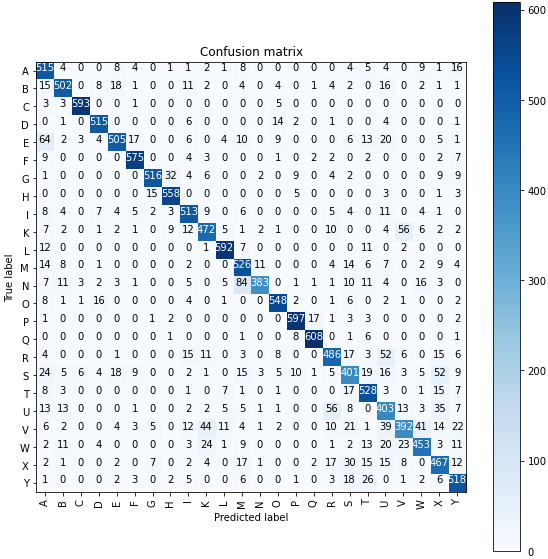 Confusion matrix
True label
A 515 4 0 0 8 4 0 1 1 2 1 8 0 0 0 0 0 4 5 4 0 9 1 16
B 15 502 0 8 18 1 0 0 11 2 0 4 0 4 0 1 4 2 0 16 0 2 1 1
C 3 3 593 0 0 1 0 0 0 0 0 0 0 5 0 0 0 0 0 0 0 0 0 0
D 0 1 0 515 0 0 0 0 6 0 0 0 0 14 2 0 1 0 0 4 0 0 0 1
E 64 2 3 4 505 17 0 0 6 0 4 10 0 9 0 0 0 6 13 20 0 0 5 1
F 9 0 0 0 0 575 0 0 4 3 0 0 0 1 0 2 2 0 2 0 0 0 2 7
G 1 0 0 0 0 0 516 32 4 6 0 0 2 0 9 0 0 4 2 0 0 0 9 9
H 0 0 0 0 0 0 15 558 0 0 0 0 0 0 5 0 0 0 0 3 0 0 1 3
I 8 4 0 7 4 5 2 3 513 9 0 6 0 0 0 0 5 4 0 11 0 4 1 0
K 7 2 0 1 1 0 0 9 12 472 5 1 2 1 0 0 10 0 0 4 56 6 2 2
L 12 0 0 0 0 0 0 0 0 1 592 7 0 0 0 0 0 0 11 0 2 0 0 0
M 14 8 0 1 0 0 0 0 2 0 0 526 11 0 0 0 4 14 6 7 0 2 9 4
N 7 11 3 2 3 1 0 0 5 0 5 84 383 0 1 1 1 10 11 4 0 16 3 0
O 8 1 1 16 0 0 0 0 4 0 1 0 0 548 2 0 1 6 0 2 0 1 2 2
P 1 0 0 0 0 0 1 2 0 0 0 0 0 0 597 17 1 3 3 0 0 0 0 2
Q 0 0 0 0 0 0 0 1 0 0 0 1 0 0 8 608 0 1 6 0 0 0 0 1
R 4 0 0 0 1 0 0 0 15 11 0 3 0 8 0 0 486 17 3 52 6 0 15 6
S 24 5 6 4 18 9 0 0 2 1 0 15 3 5 10 1 5 401 19 16 3 5 52 9
T 8 3 0 0 0 0 0 0 1 0 7 1 0 1 0 0 0 17 528 3 0 1 15 7
U 13 13 0 0 0 1 0 0 2 2 5 5 1 1 0 0 56 8 0 403 13 3 35 7
V 6 2 0 0 4 3 5 0 12 44 11 4 1 2 0 0 10 21 1 39 392 41 14 22
W 2 11 0 4 0 0 0 0 3 24 1 9 0 0 0 0 1 2 13 20 23 453 3 11
X 2 1 0 0 2 0 7 0 2 4 0 17 1 0 0 2 17 30 15 15 8 0 467 12
Y 1 0 0 0 2 3 0 2 5 0 0 6 0 0 1 0 3 18 26 0 1 2 6 518
A B C D E F G H I K L M N O P Q R S T U V W X Y
Predicted label
600
500
400
300
200
100
0